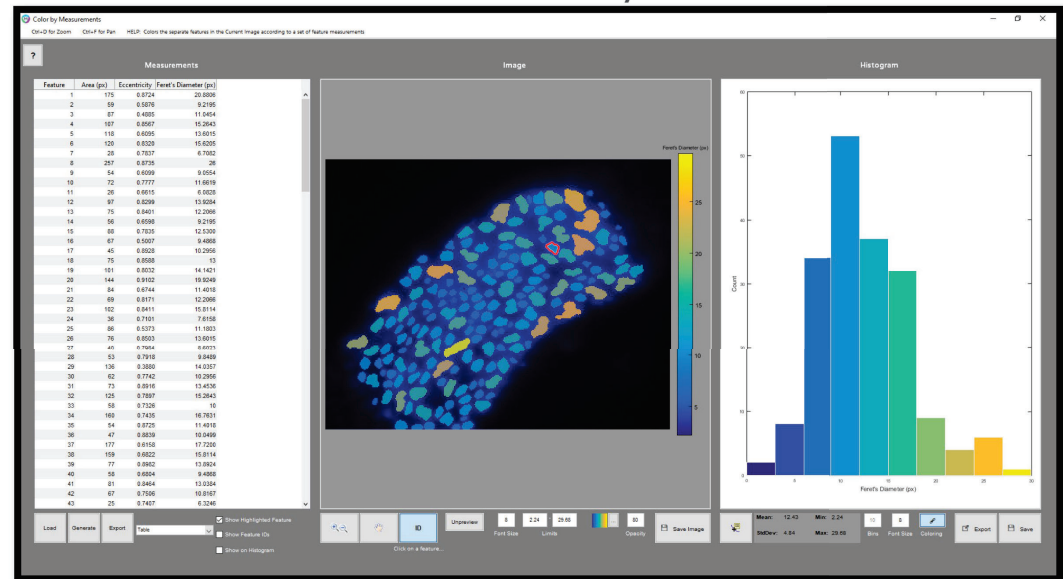 Color by Measurements
Ctrl+D for Zoom Ctrl+F for Pan HELP: Colors the separate features in the Current Image according to a set of feature measurements
?
Measurements
Feature Area (px) Eccentricity Feret's Diameter (px)
1 175 0.8724 20.8806
2 59 0.5876 9.2195
3 87 0.4885 11.0454
4 107 0.8567 15.2643
5 118 0.6095 13.6015
6 120 0.8320 15.6205
7 28 0.7837 6.7082
8 257 0.8735 26
9 54 0.6099 9.0554
10 72 0.7777 11.6619
11 26 0.6615 6.0828
12 97 0.8299 13.9284
13 75 0.8401 12.2066
14 56 0.6598 9.2195
15 88 0.7835 12.5300
16 67 0.5007 9.4868
17 45 0.8928 10.2956
18 75 0.8588 13
19 101 0.8032 14.1421
20 144 0.9102 19.9249
21 84 0.6744 11.4018
22 69 0.8171 12.2066
23 102 0.8411 15.8114
24 36 0.7101 7.6158
25 86 0.5373 11.1803
26 76 0.8503 13.6015
27 40 0.7984 8.6023
28 53 0.7918 9.8489
29 136 0.3880 14.0357
30 62 0.7742 10.2956
31 73 0.8916 13.4536
32 125 0.7897 15.2643
33 58 0.7326 10
34 160 0.7435 16.7631
35 54 0.8725 11.4018
36 47 0.8839 10.0499
37 177 0.6158 17.7200
38 159 0.6822 15.8114
39 77 0.8982 13.8924
40 58 0.6804 9.4868
41 81 0.8464 13.0384
42 67 0.7506 10.8167
43 25 0.7407 6.3246
Load Generate Export Table
Show Highlighted Feature
Show Feature IDs
Show on Histogram
Image
Feret's Diameter (px)
25
20
15
10
5
ID
Click on a feature...
Unpreview
8 2.24 29.68
Font Size Limits
60
Opacity
Save Image
Histogram
60
50
40
30
20
10
0
Count
0 5 10 15 20 25 30
Feret's Diameter (px)
Mean: 12.43 Min: 2.24
StdDev: 4.84 Max: 29.68
10
Bins
8
Font Size
Coloring
Export
Save